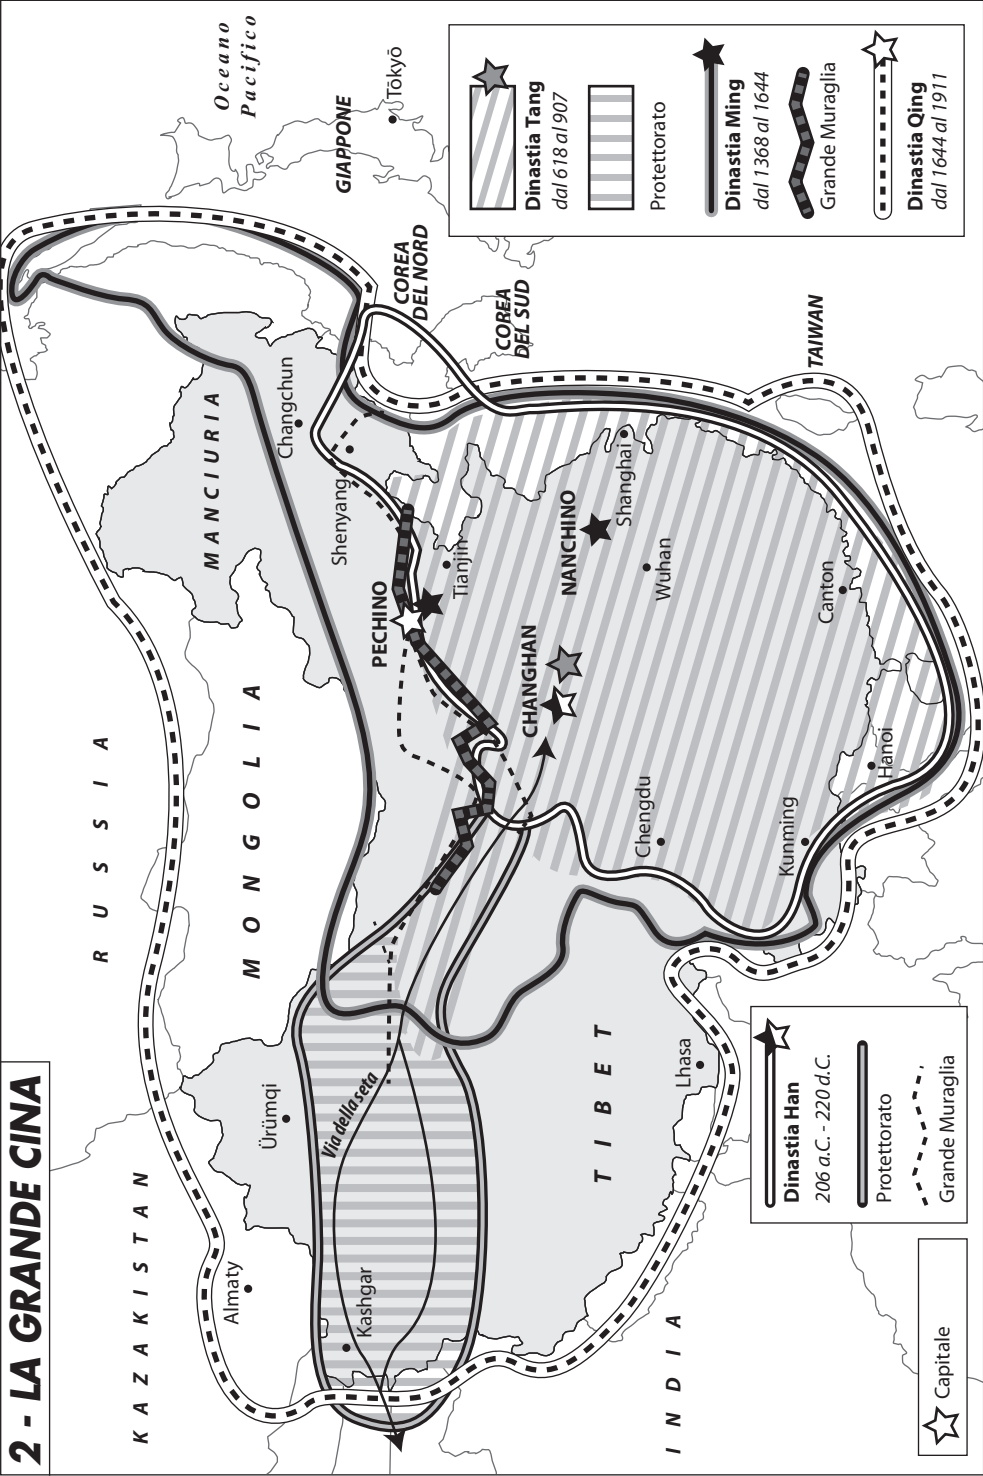 2 - LA GRANDE CINA
KAZAKISTAN
RUSSIA
MONGOLIA
MANCIURIA
Oceano
Pacifico
GIAPPONE
Tōkyō
COREA
DEL NORD
COREA
DEL SUD
TAIWAN
Almaty
Ürümqi
Kashgar
Via della seta
Changchun
Shenyang
PECHINO
Tianjin
CHANGHAN
NANCHINO
Shanghai
Wuhan
Chengdu
Kunming
Canton
Hanoi
TIBET
Lhasa
INDIA
Capitale
Dinastia Han
206 a.C. - 220 d.C.
Protettorato
Grande Muraglia
Dinastia Tang
dal 618 al 907
Protettorato
Dinastia Ming
dal 1368 al 1644
Grande Muraglia
Dinastia Qing
dal 1644 al 1911